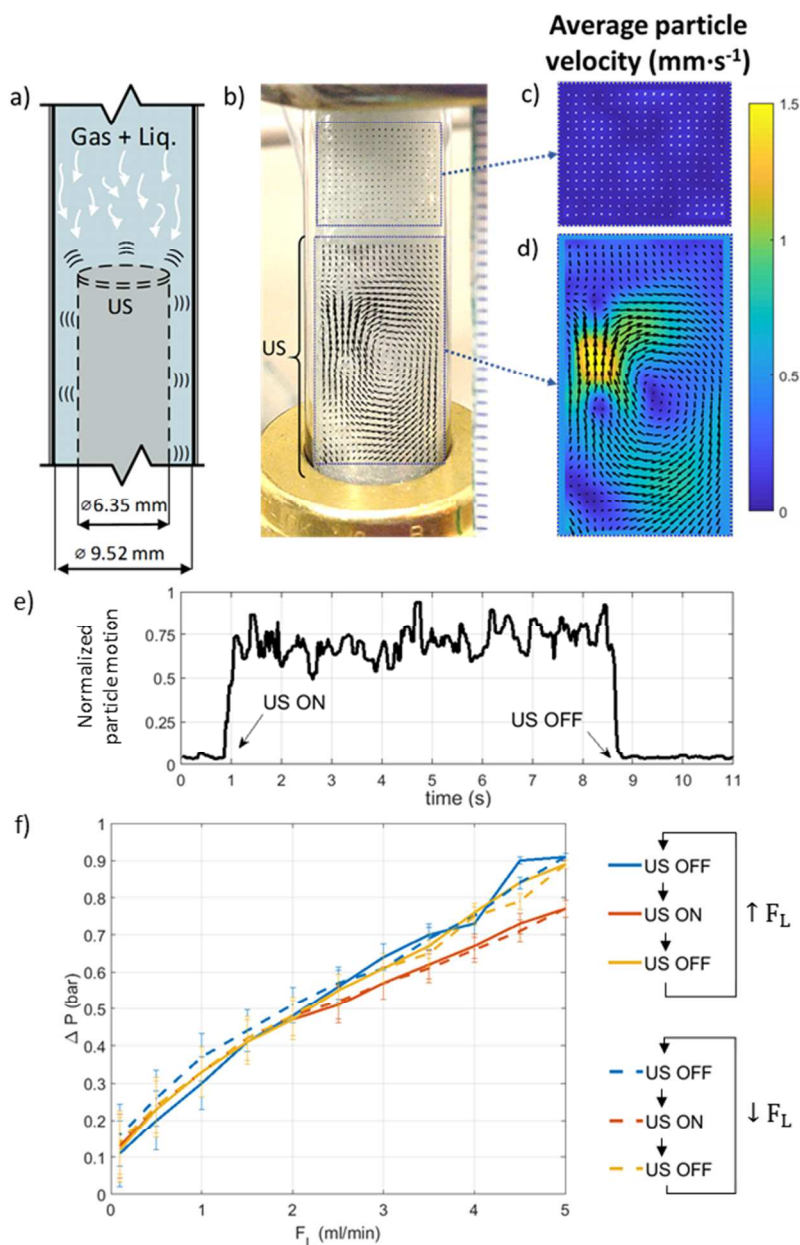 Average particle
velocity (mm·s⁻¹)
a)
Gas + Liq.
US
⌀6.35 mm
⌀ 9.52 mm
b)
US
c)
d)
1.5
1
0.5
0
e)
Normalized
particle motion
1
0.75
0.5
0.25
0
US ON
US OFF
0 1 2 3 4 5 6 7 8 9 10 11
time (s)
f)
Δ P (bar)
1
0.9
0.8
0.7
0.6
0.5
0.4
0.3
0.2
0.1
0
0 1 2 3 4 5
F_L (ml/min)
US OFF
US ON
US OFF
↑ F_L
US OFF
US ON
US OFF
↓ F_L